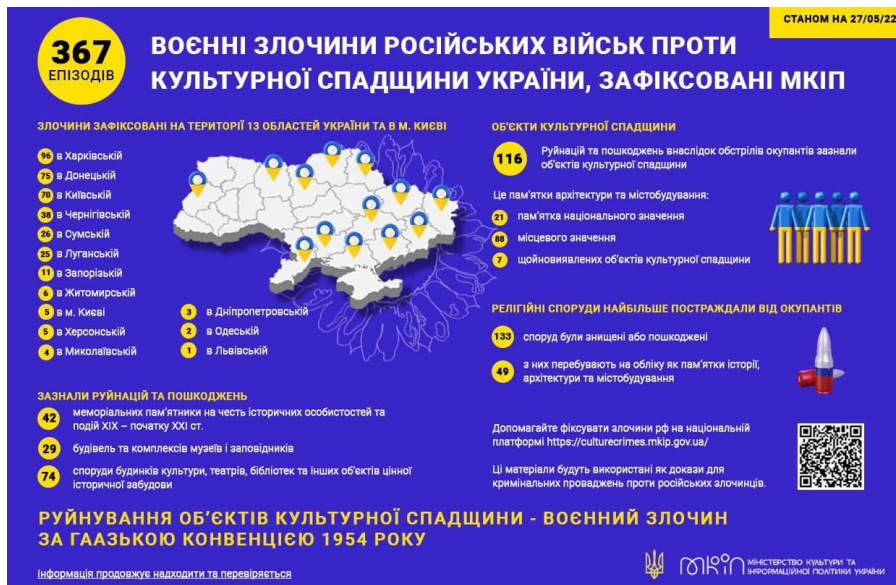 СТАНОМ НА 27/05/22
367
ЕПІЗОДІВ
ВОЄННІ ЗЛОЧИНИ РОСІЙСЬКИХ ВІЙСЬК ПРОТИ
КУЛЬТУРНОЇ СПАДЩИНИ УКРАЇНИ, ЗАФІКСОВАНІ МКІП
ЗЛОЧИНИ ЗАФІКСОВАНІ НА ТЕРИТОРІЇ 13 ОБЛАСТЕЙ УКРАЇНИ ТА В М. КИЄВІ
96 в Харківській
75 в Донецькій
70 в Київській
38 в Чернігівській
26 в Сумській
25 в Луганській
11 в Запорізькій
6 в Житомирській
5 в м. Києві
5 в Херсонській
4 в Миколаївській
3 в Дніпропетровській
2 в Одеській
1 в Львівській
ЗАЗНАЛИ РУЙНАЦІЙ ТА ПОШКОДЖЕНЬ
42 меморіальних пам'ятники на честь історичних особистостей та
подій XIX – початку XXI ст.
29 будівель та комплексів музеїв і заповідників
74 споруди будинків культури, театрів, бібліотек та інших об'єктів цінної
історичної забудови
ОБ'ЄКТИ КУЛЬТУРНОЇ СПАДЩИНИ
116 Руйнацій та пошкоджень внаслідок обстрілів окупантів зазнали
об'єктів культурної спадщини
Це пам'ятки архітектури та містобудування:
21 пам'ятка національного значення
88 місцевого значення
7 щойновиявлених об'єктів культурної спадщини
РЕЛІГІЙНІ СПОРУДИ НАЙБІЛЬШЕ ПОСТРАЖДАЛИ ВІД ОКУПАНТІВ
133 споруд були знищені або пошкоджені
49 з них перебувають на обліку як пам'ятки історії,
архітектури та містобудування
Допомагайте фіксувати злочини рф на національній
платформі https://culturecrimes.mkip.gov.ua/
Ці матеріали будуть використані як докази для
кримінальних проваджень проти російських злочинців.
РУЙНУВАННЯ ОБ'ЄКТІВ КУЛЬТУРНОЇ СПАДЩИНИ - ВОЄННИЙ ЗЛОЧИН
ЗА ГААЗЬКОЮ КОНВЕНЦІЄЮ 1954 РОКУ
Інформація продовжує надходити та перевіряється
МКІП МІНІСТЕРСТВО КУЛЬТУРИ ТА
ІНФОРМАЦІЙНОЇ ПОЛІТИКИ УКРАЇНИ